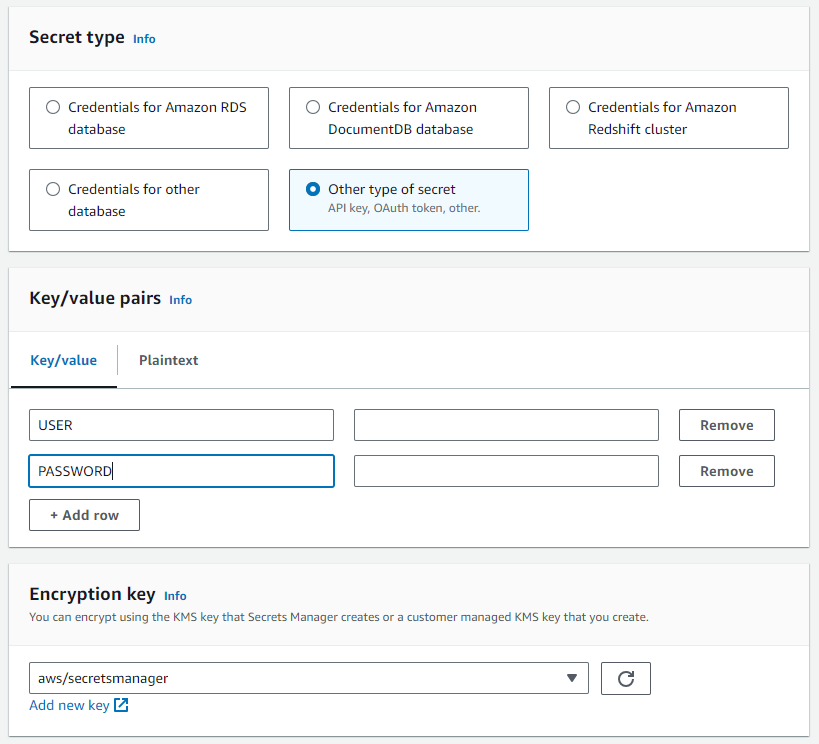 Secret type Info
Credentials for Amazon RDS
database
Credentials for Amazon
DocumentDB database
Credentials for Amazon
Redshift cluster
Credentials for other
database
Other type of secret
API key, OAuth token, other.
Key/value pairs Info
Key/value Plaintext
USER Remove
PASSWORD Remove
+ Add row
Encryption key Info
You can encrypt using the KMS key that Secrets Manager creates or a customer managed KMS key that you create.
aws/secretsmanager
Add new key